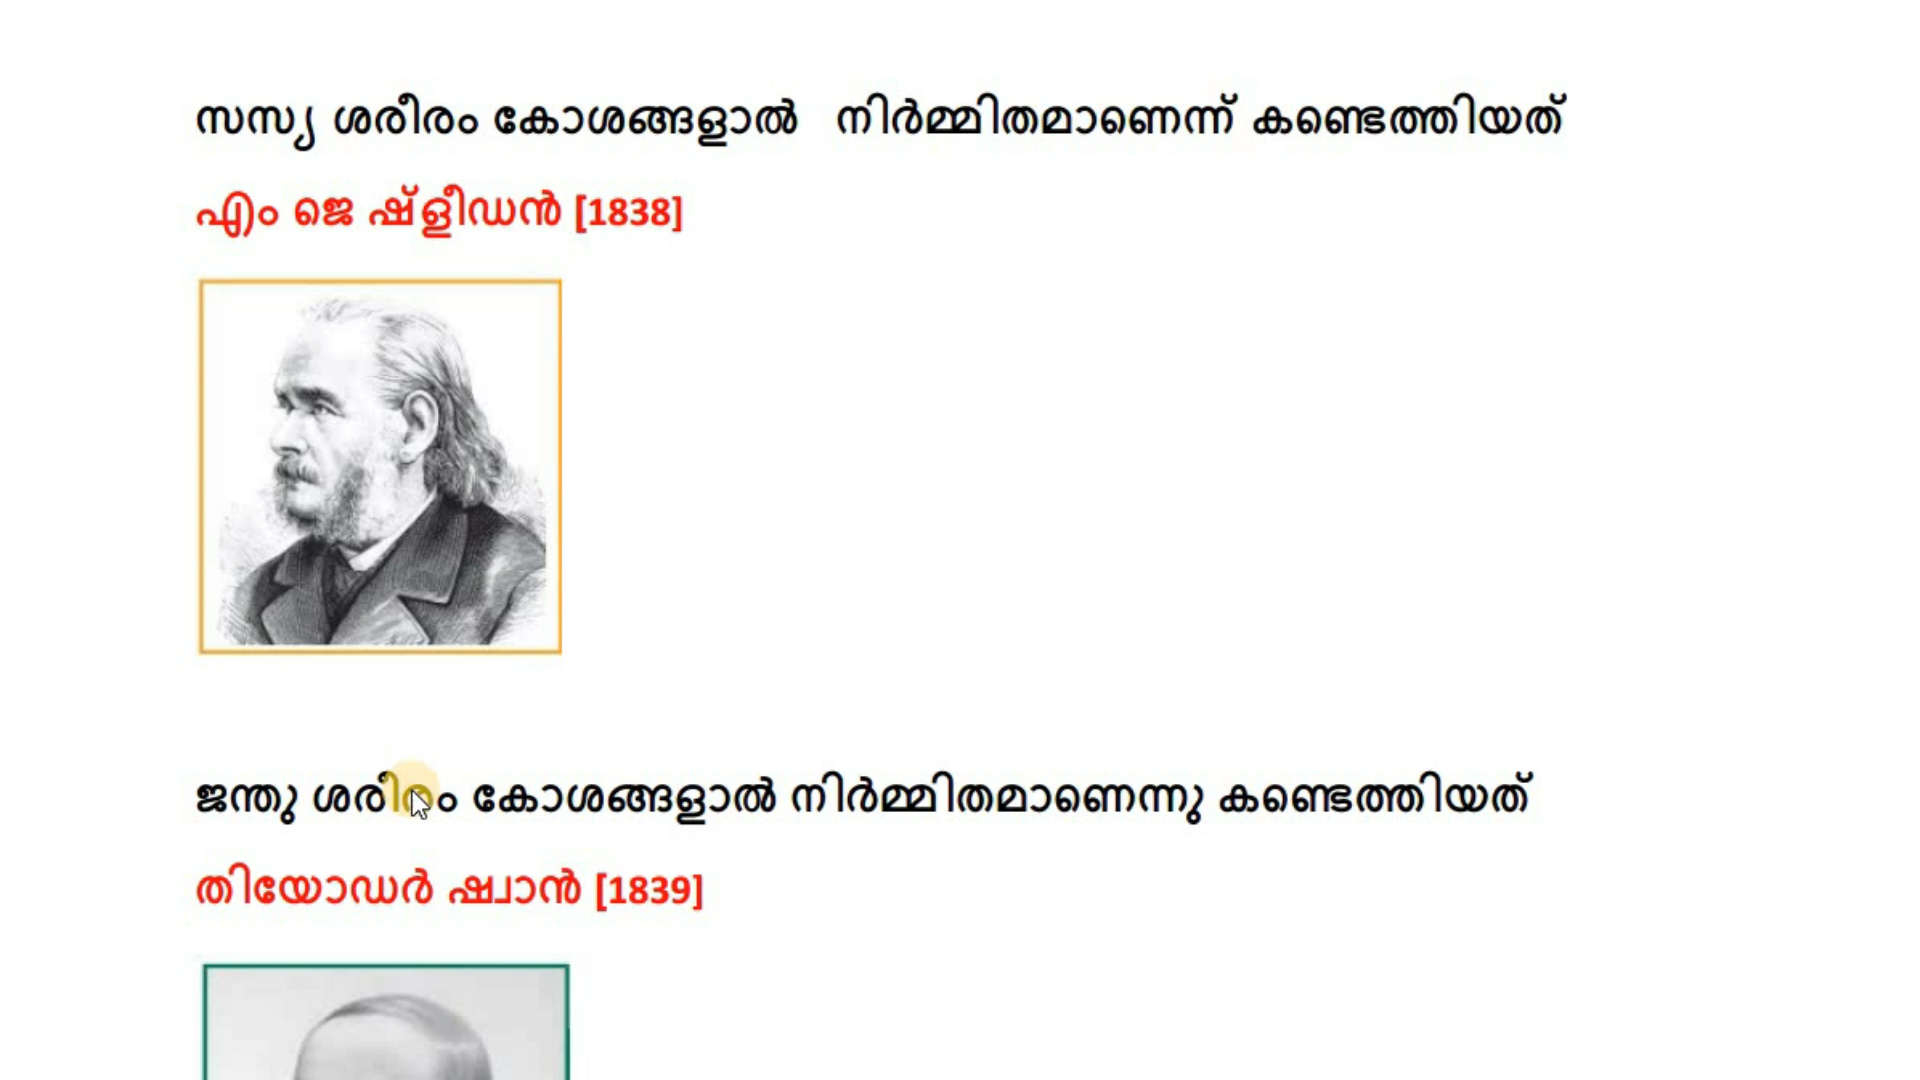 സസ്യ ശരീരം കോശങ്ങളാൽ നിർമ്മിതമാണെന്ന് കണ്ടെത്തിയത്
എം ജെ ഷ്ളീഡൻ [1838]
ജന്തു ശരീരം കോശങ്ങളാൽ നിർമ്മിതമാണെന്നു കണ്ടെത്തിയത്
തിയോഡർ ഷ്വാൻ [1839]